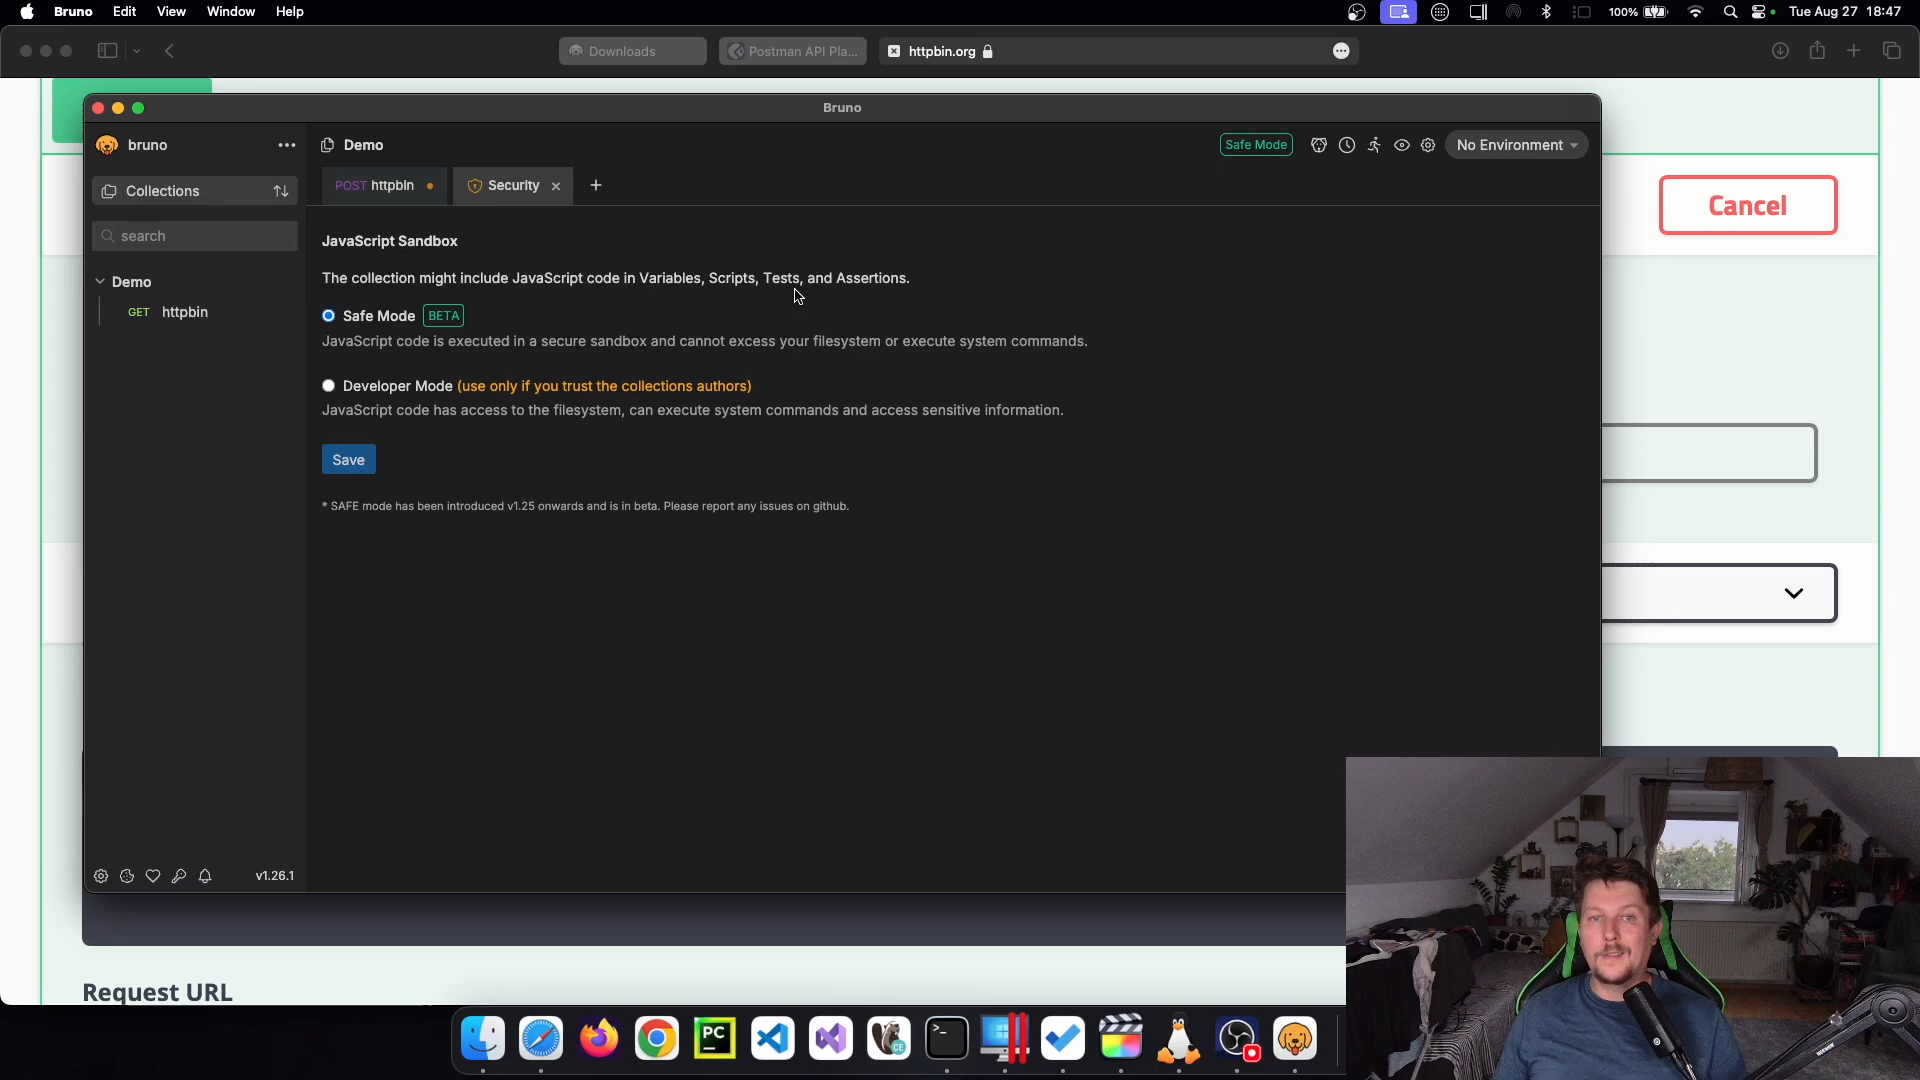 Bruno Edit View Window Help
100% Tue Aug 27 18:47
Downloads
Postman API Pla...
httpbin.org
Bruno
bruno
Demo
Safe Mode
No Environment
Cancel
Collections
POST httpbin
Security
search
Demo
GET httpbin
JavaScript Sandbox
The collection might include JavaScript code in Variables, Scripts, Tests, and Assertions.
Safe Mode BETA
JavaScript code is executed in a secure sandbox and cannot excess your filesystem or execute system commands.
Developer Mode (use only if you trust the collections authors)
JavaScript code has access to the filesystem, can execute system commands and access sensitive information.
Save
* SAFE mode has been introduced v1.25 onwards and is in beta. Please report any issues on github.
v1.26.1
Request URL
PC
CE